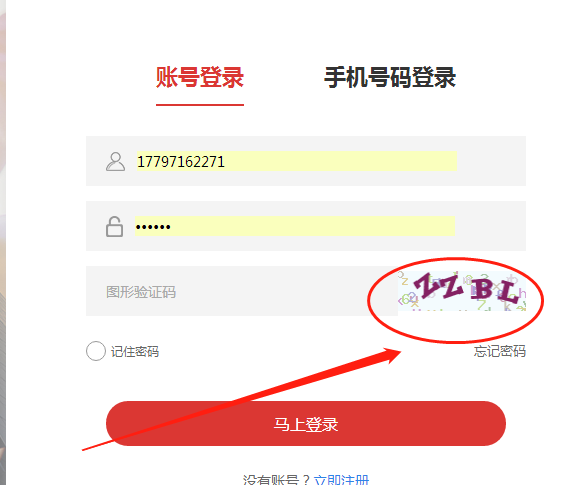 账号登录 手机号码登录
17797162271
••••••
图形验证码 ZZBL
记住密码 忘记密码
马上登录
没有账号？立即注册